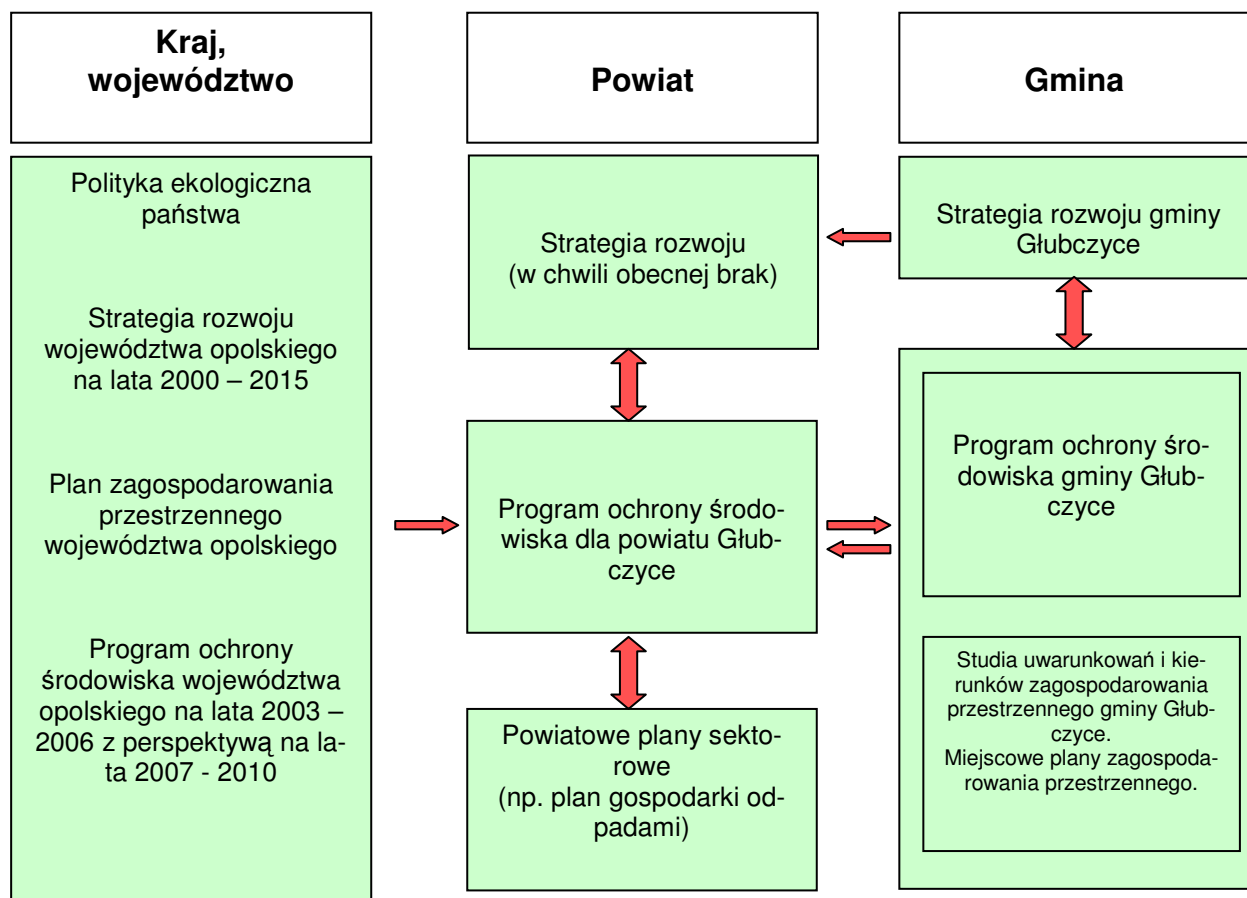 Kraj,
województwo
Powiat
Gmina
Polityka ekologiczna
państwa
Strategia rozwoju
województwa opolskiego
na lata 2000 – 2015
Plan zagospodarowania
przestrzennego
województwa opolskiego
Program ochrony
środowiska województwa
opolskiego na lata 2003 –
2006 z perspektywą na la-
ta 2007 - 2010
Strategia rozwoju
(w chwili obecnej brak)
Program ochrony środo-
wiska dla powiatu Głub-
czyce
Powiatowe plany sekto-
rowe
(np. plan gospodarki od-
padami)
Strategia rozwoju gminy
Głubczyce
Program ochrony śro-
dowiska gminy Głub-
czyce
Studia uwarunkowań i kie-
runków zagospodarowania
przestrzennego gminy Głub-
czyce.
Miejscowe plany zagospoda-
rowania przestrzennego.